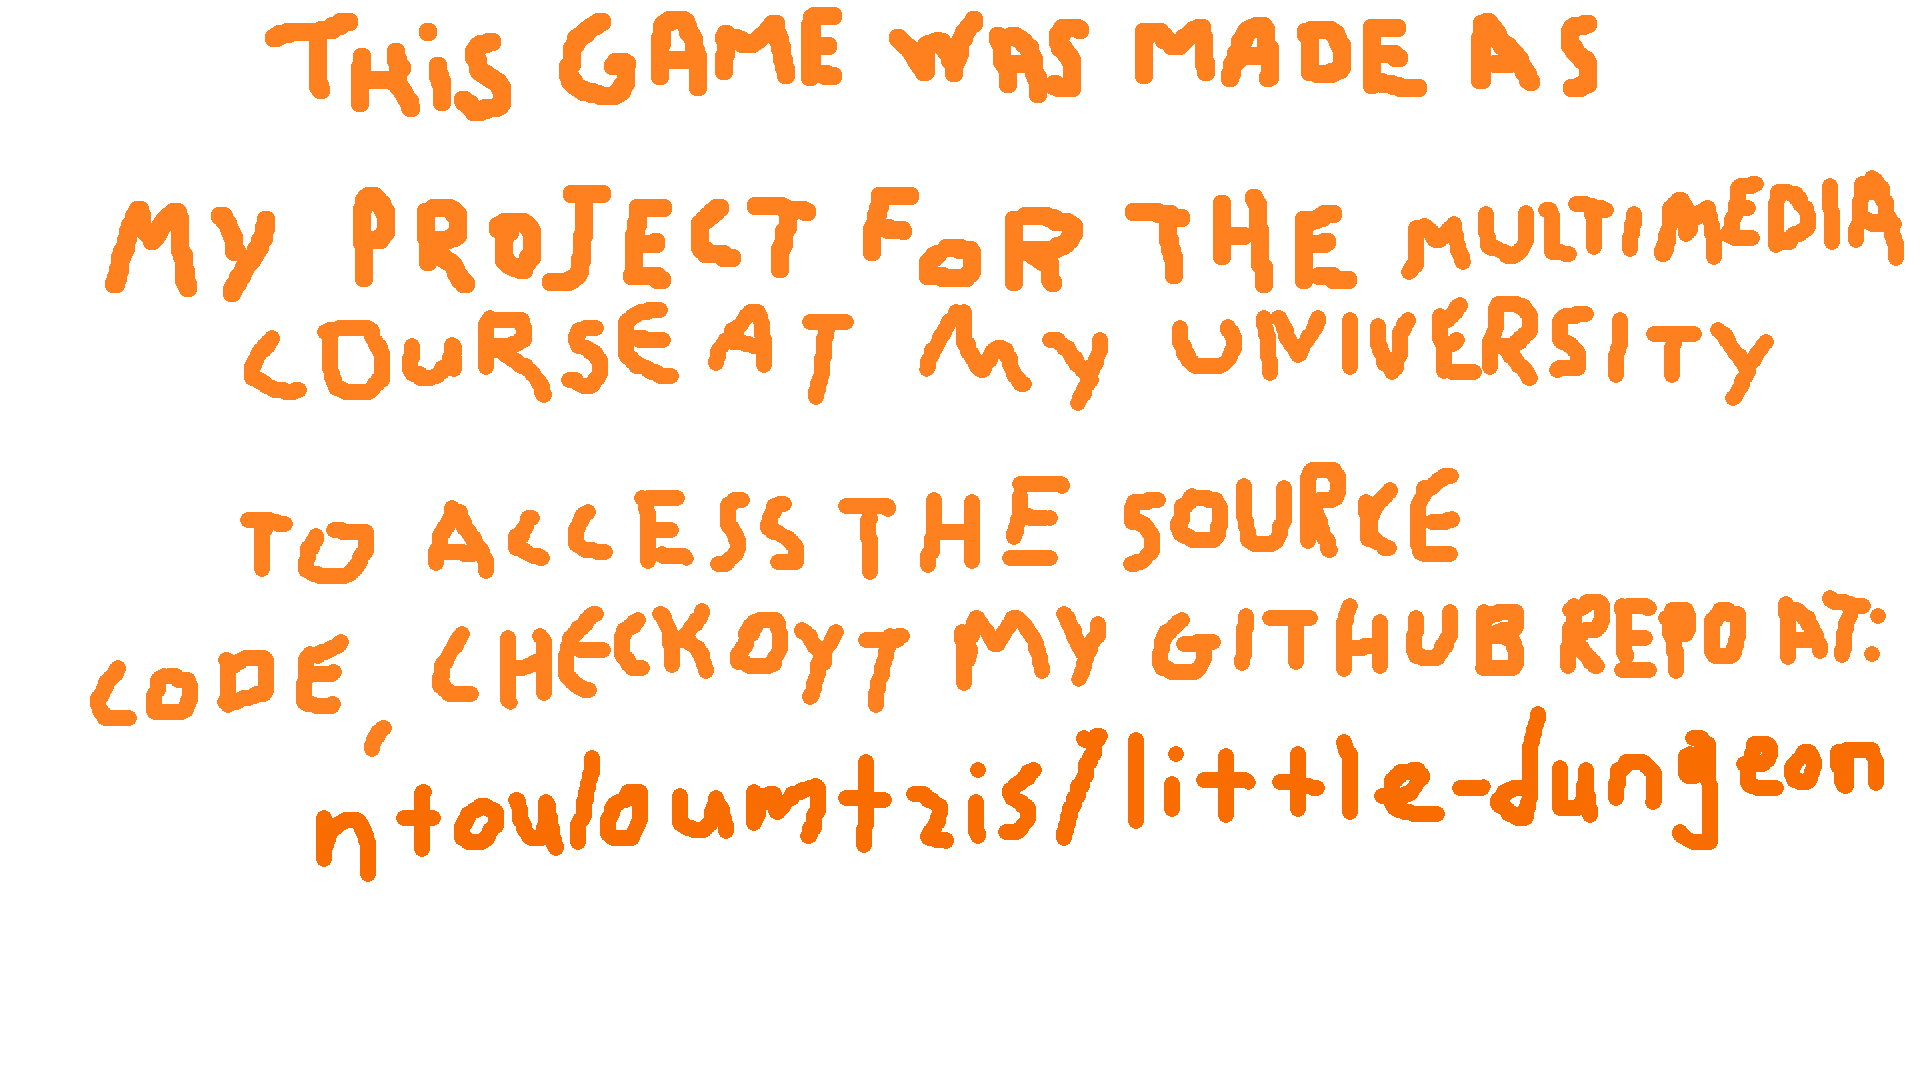 THiS GAME WAS MADE AS
MY PROJECT FOR THE MULTIMEDIA
COURSE AT MY UNIVERSITY
TO ACCESS THE SOURCE
CODE, CHECKOYT MY GITHUB REPO AT:
ntouloumtzis/little-dungeon